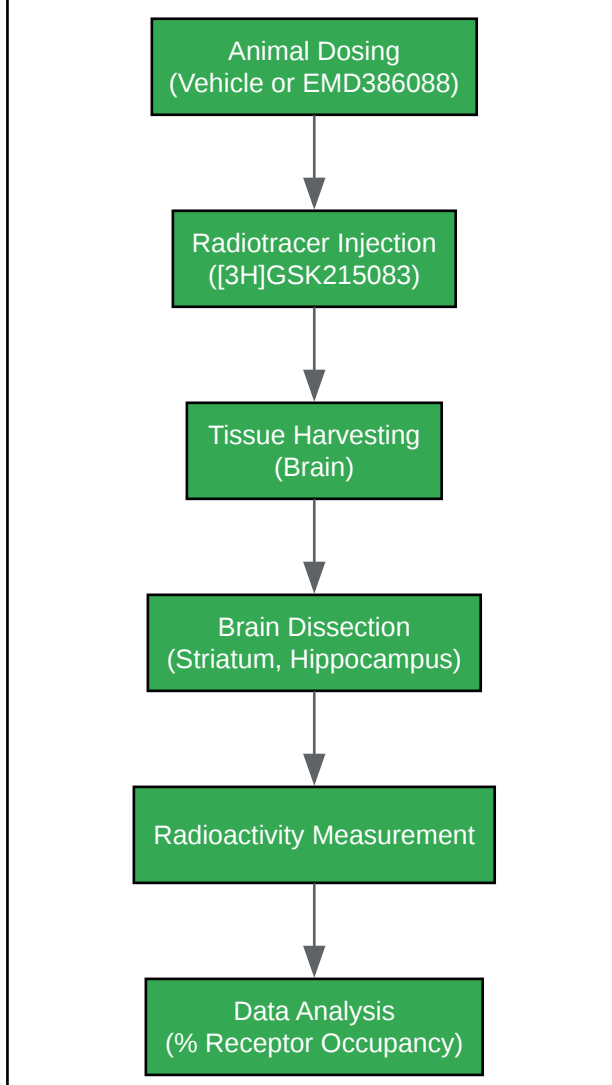 Animal Dosing
(Vehicle or EMD386088)
Radiotracer Injection
([3H]GSK215083)
Tissue Harvesting
(Brain)
Brain Dissection
(Striatum, Hippocampus)
Radioactivity Measurement
Data Analysis
(% Receptor Occupancy)